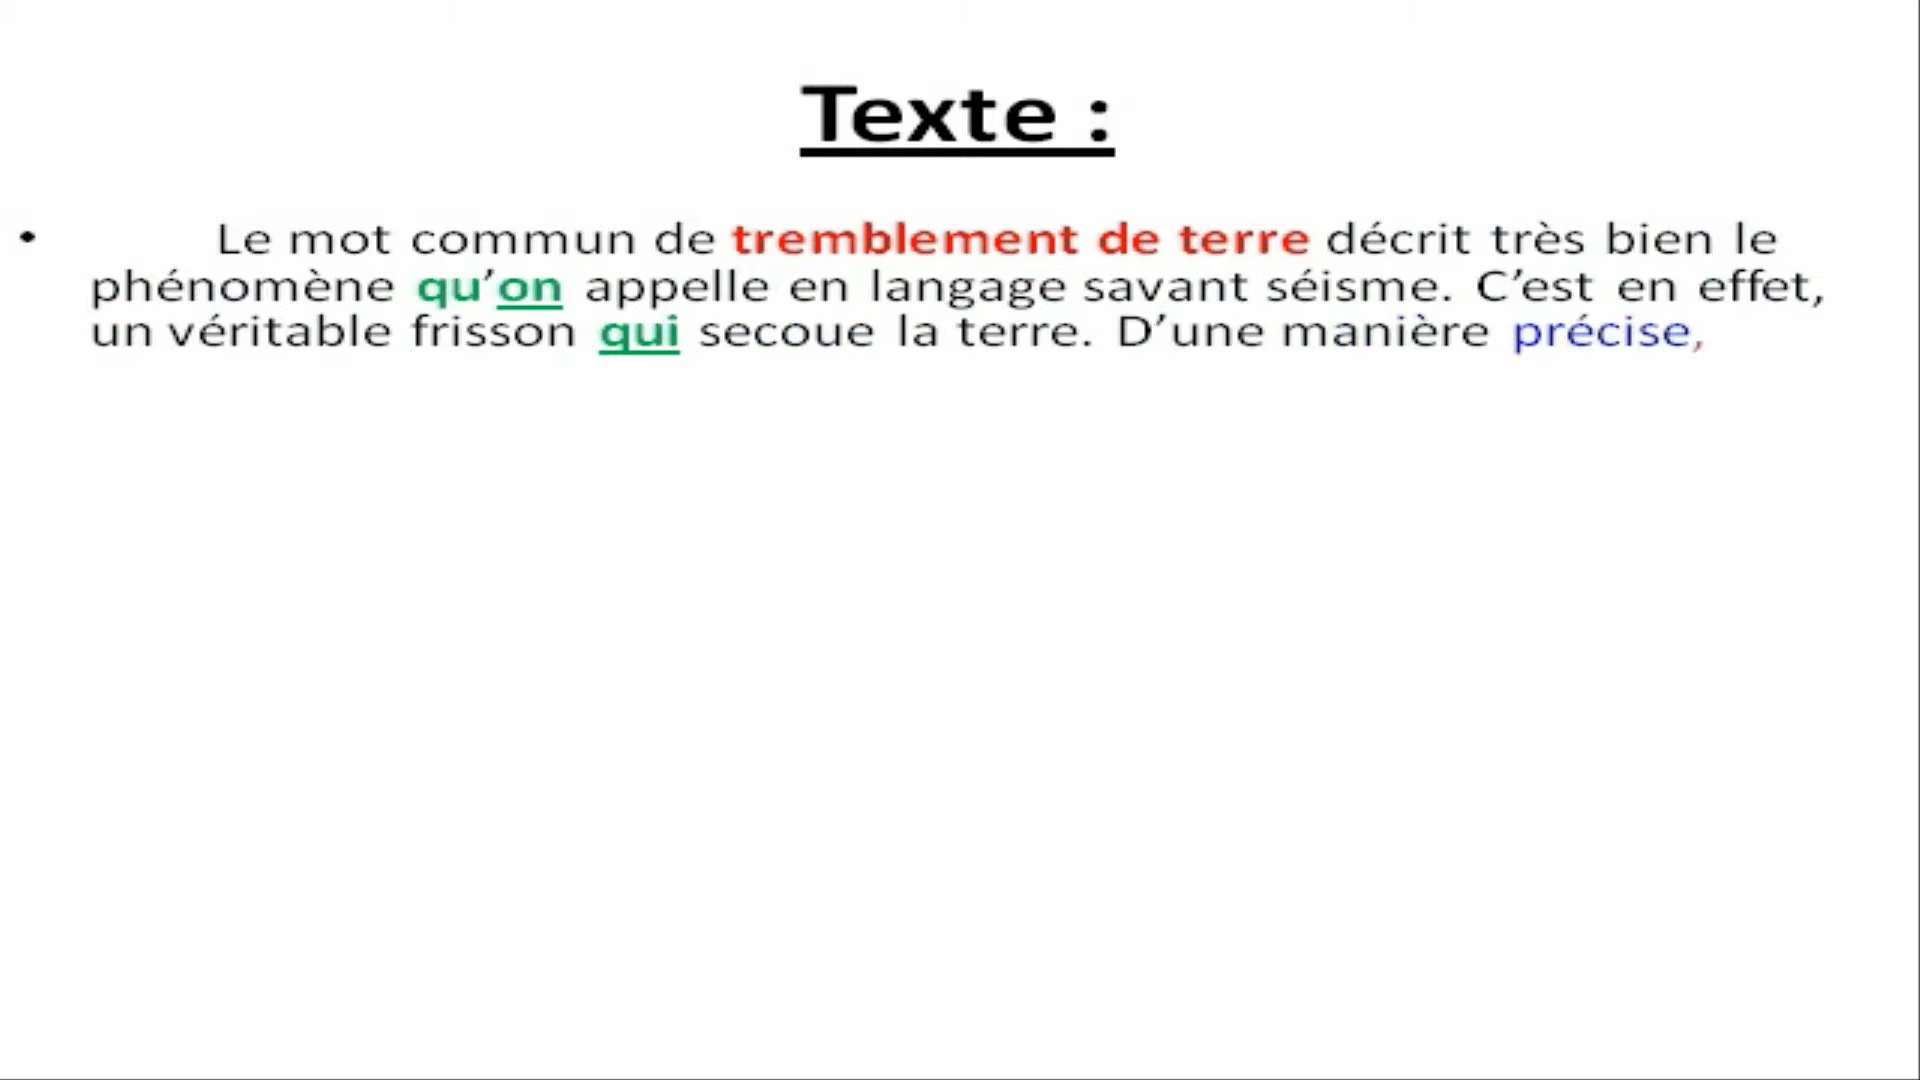 Texte :
• Le mot commun de tremblement de terre décrit très bien le
phénomène qu’on appelle en langage savant séisme. C’est en effet,
un véritable frisson qui secoue la terre. D’une manière précise,